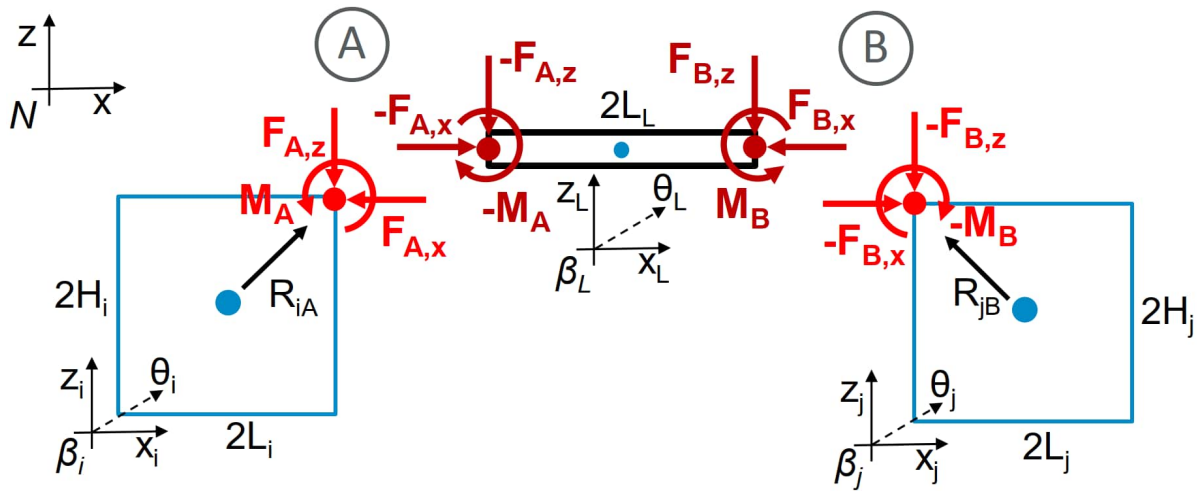 z
N
x
A
B
-F_A,z
F_B,z
2L_L
-F_A,x
F_B,x
F_A,z
-F_B,z
M_A
F_A,x
-M_A
z_L
θ_L
β_L
x_L
M_B
-F_B,x
-M_B
2H_i
R_iA
R_jB
2H_j
z_i
θ_i
β_i
x_i
2L_i
z_j
θ_j
β_j
x_j
2L_j